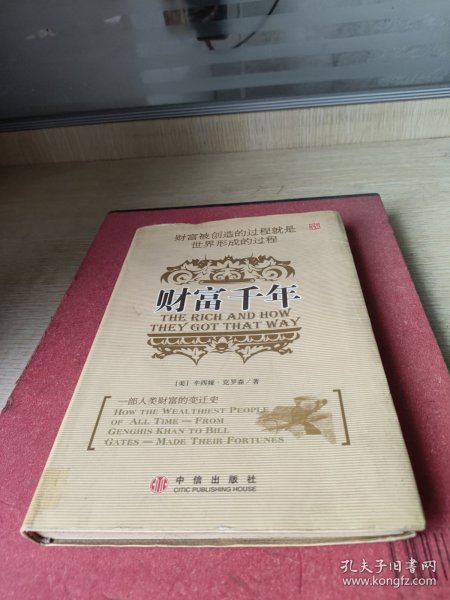 财富被创造的过程就是
世界形成的过程
财富千年
THE RICH AND HOW
THEY GOT THAT WAY
[美] 辛西娅·克罗森/著
一部人类财富的变迁史
HOW THE WEALTHIEST PEOPLE
OF ALL TIME — FROM
GENGHIS KHAN TO BILL
GATES — MADE THEIR FORTUNES
中信出版社
CITIC PUBLISHING HOUSE
孔夫子旧书网
www.kongfz.com